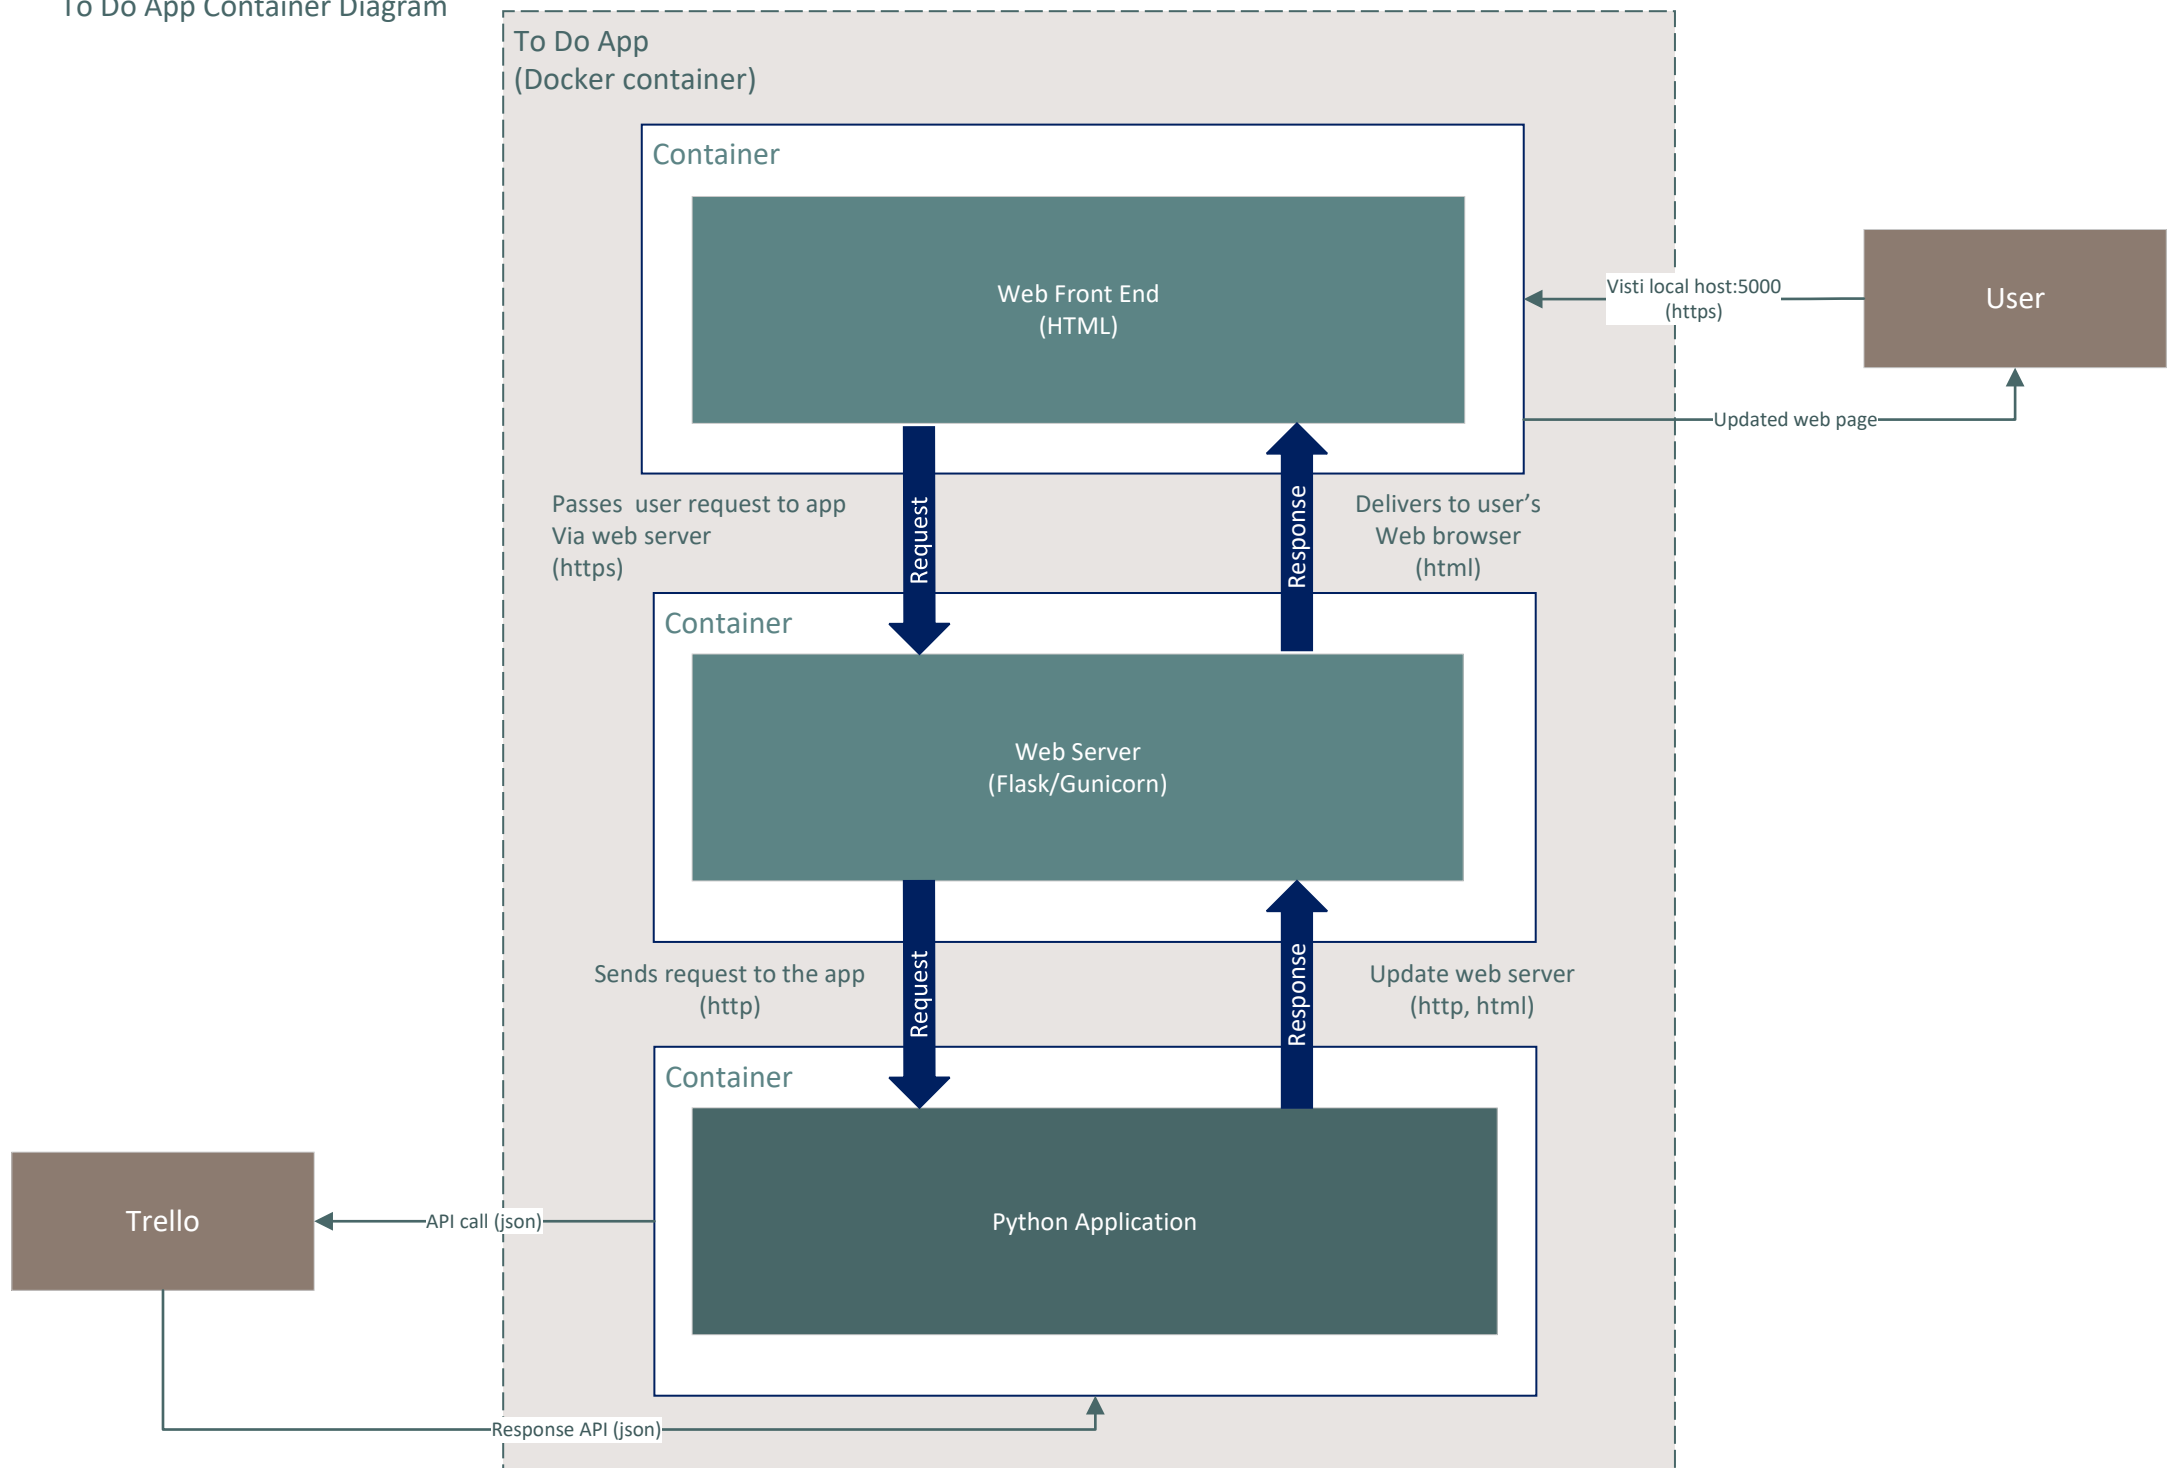 To Do App Container Diagram
To Do App
(Docker container)
Container
Web Front End
(HTML)
Visti local host:5000
(https)
User
Updated web page
Passes  user request to app
Via web server
(https)
Request
Response
Delivers to user’s
Web browser
(html)
Container
Web Server
(Flask/Gunicorn)
Sends request to the app
(http)
Request
Response
Update web server
(http, html)
Container
Python Application
Trello
API call (json)
Response API (json)